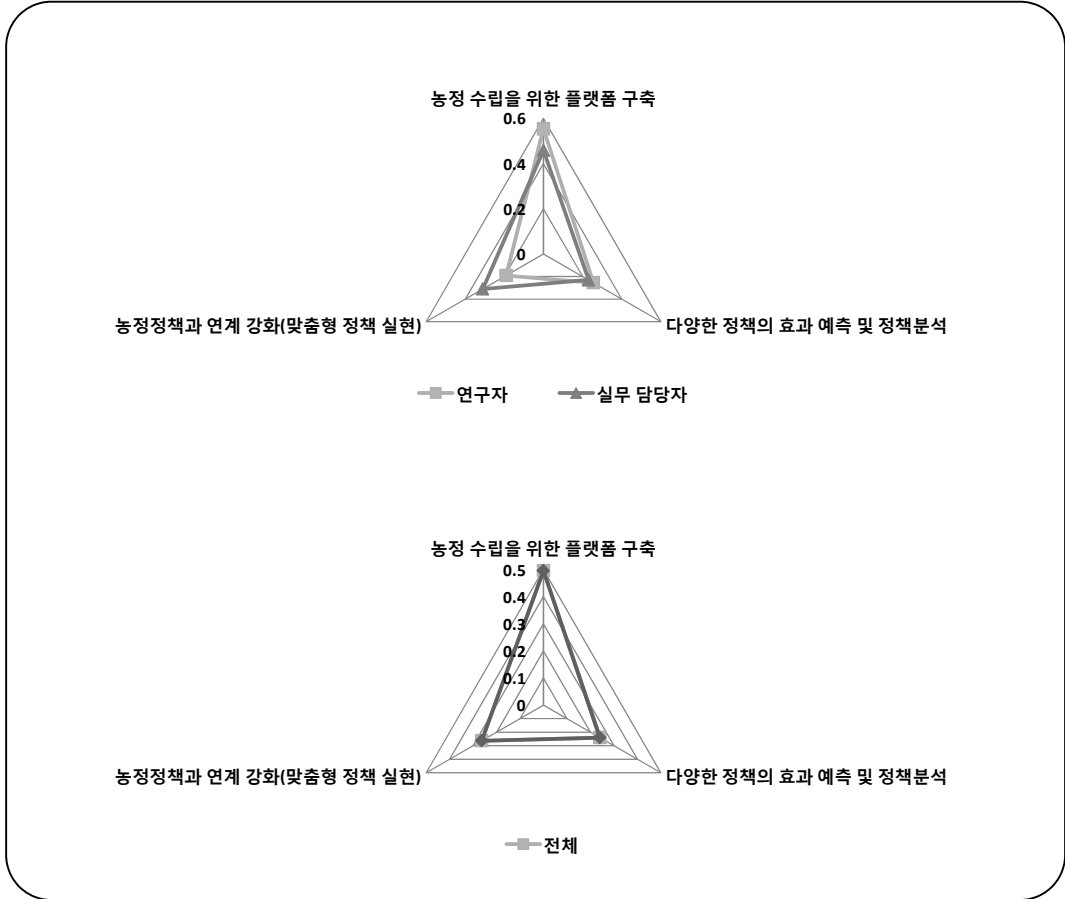 농정 수립을 위한 플랫폼 구축
0.6
0.4
0.2
0
농정정책과 연계 강화(맞춤형 정책 실현)
다양한 정책의 효과 예측 및 정책분석
연구자
실무 담당자
농정 수립을 위한 플랫폼 구축
0.5
0.4
0.3
0.2
0.1
0
농정정책과 연계 강화(맞춤형 정책 실현)
다양한 정책의 효과 예측 및 정책분석
전체